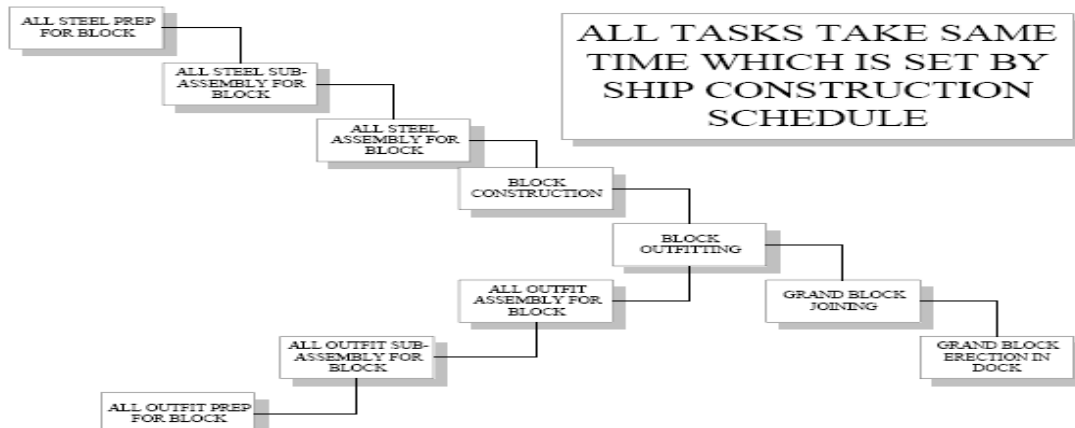 ALL STEEL PREP
FOR BLOCK
ALL TASKS TAKE SAME
TIME WHICH IS SET BY
SHIP CONSTRUCTION
SCHEDULE
ALL STEEL SUB-
ASSEMBLY FOR
BLOCK
ALL STEEL
ASSEMBLY FOR
BLOCK
BLOCK
CONSTRUCTION
BLOCK
OUTFITTING
ALL OUTFIT
ASSEMBLY FOR
BLOCK
GRAND BLOCK
JOINING
ALL OUTFIT SUB-
ASSEMBLY FOR
BLOCK
GRAND BLOCK
ERECTION IN
DOCK
ALL OUTFIT PREP
FOR BLOCK